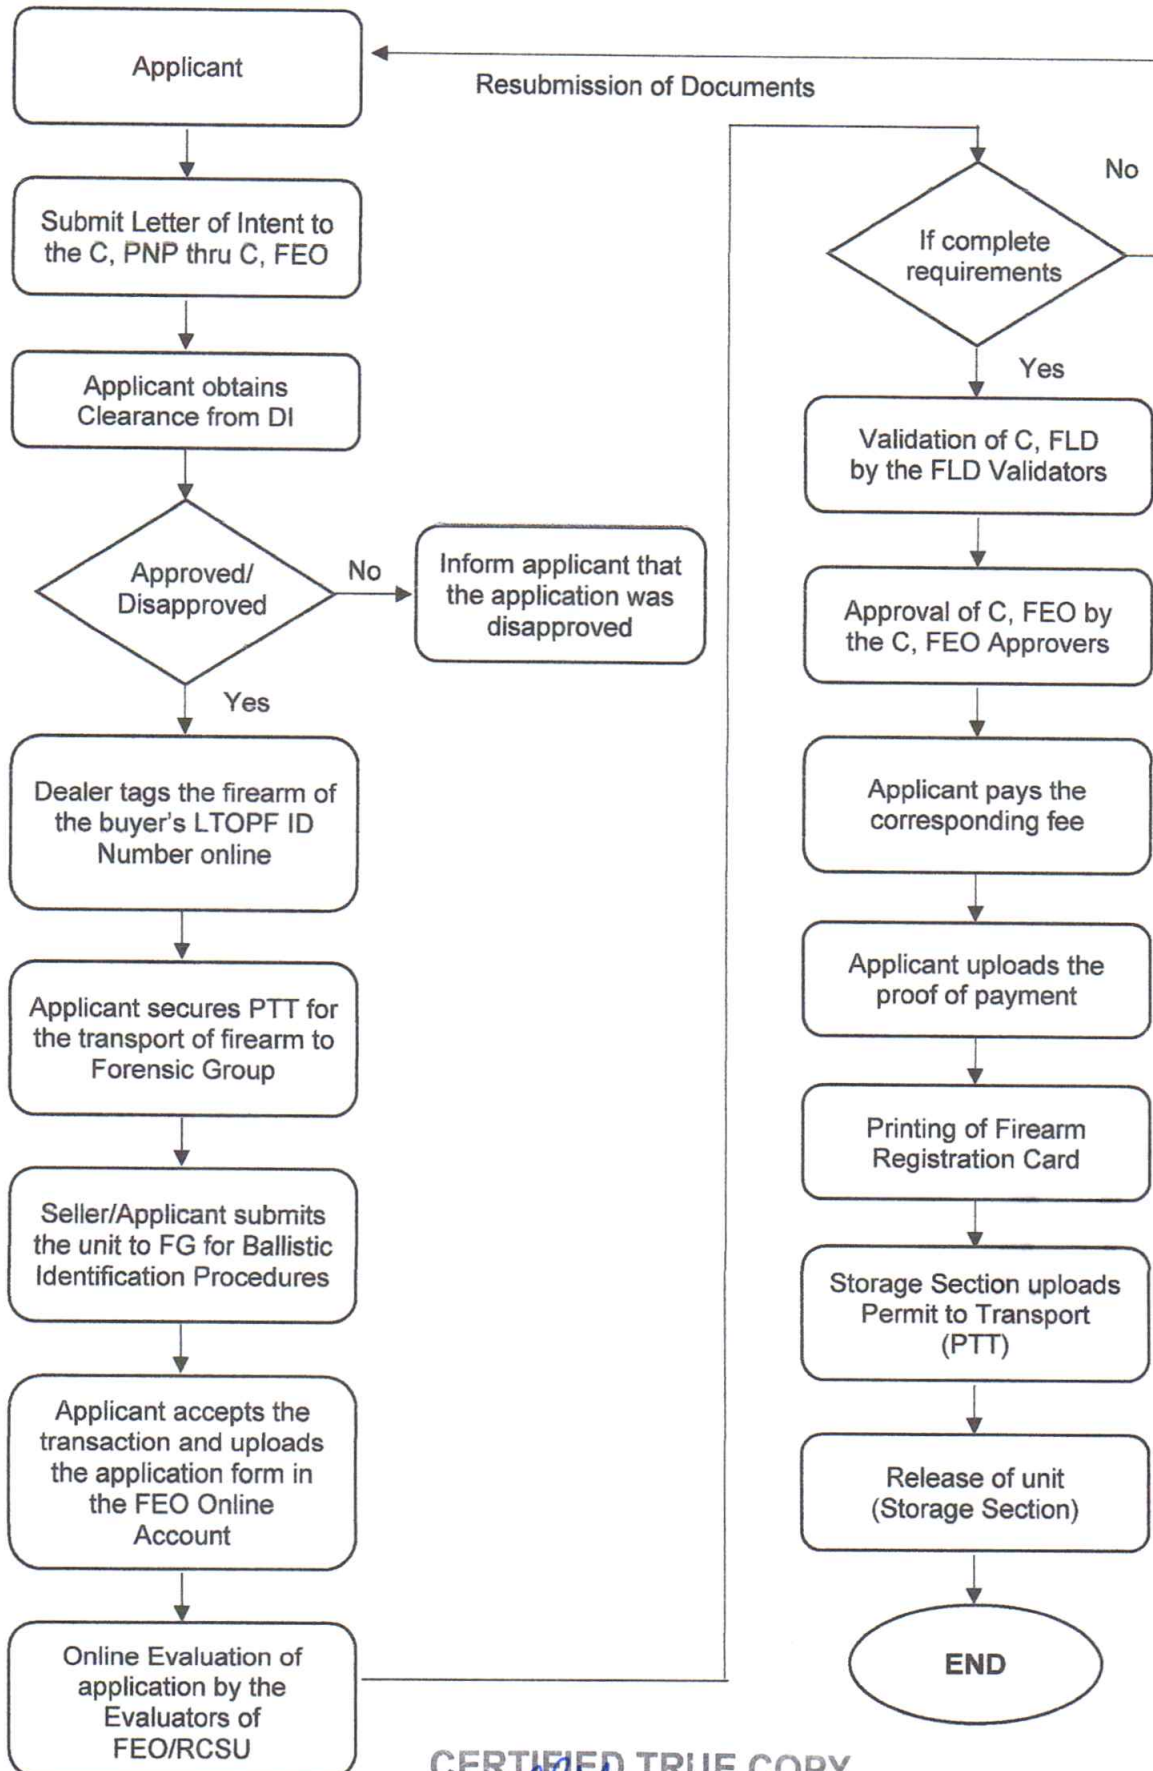 Applicant
Resubmission of Documents
Submit Letter of Intent to
the C, PNP thru C, FEO
Applicant obtains
Clearance from DI
Approved/
Disapproved
No
Inform applicant that
the application was
disapproved
Yes
Dealer tags the firearm of
the buyer's LTOPF ID
Number online
Applicant secures PTT for
the transport of firearm to
Forensic Group
Seller/Applicant submits
the unit to FG for Ballistic
Identification Procedures
Applicant accepts the
transaction and uploads
the application form in
the FEO Online
Account
Online Evaluation of
application by the
Evaluators of
FEO/RCSU
If complete
requirements
No
Yes
Validation of C, FLD
by the FLD Validators
Approval of C, FEO by
the C, FEO Approvers
Applicant pays the
corresponding fee
Applicant uploads the
proof of payment
Printing of Firearm
Registration Card
Storage Section uploads
Permit to Transport
(PTT)
Release of unit
(Storage Section)
END
CERTIFIED TRUE COPY